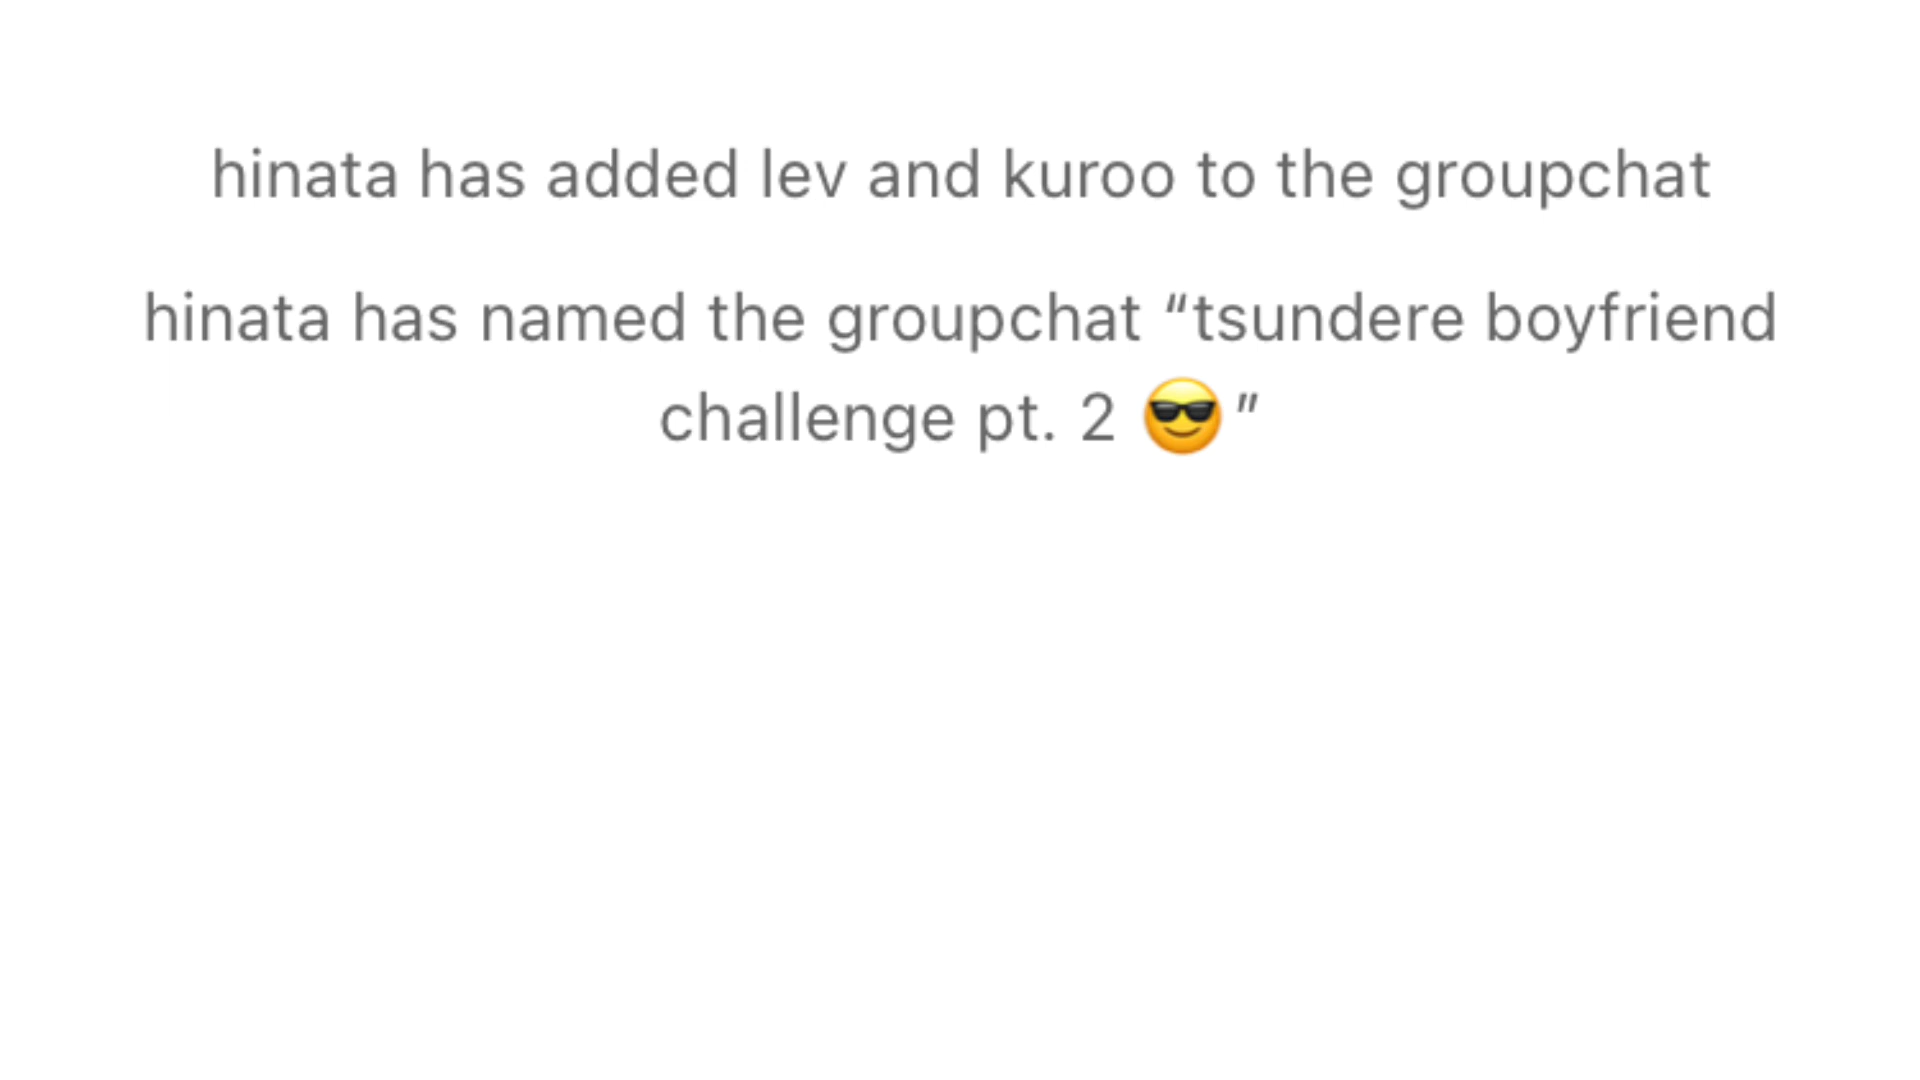 hinata has added lev and kuroo to the groupchat
hinata has named the groupchat “tsundere boyfriend
challenge pt. 2 😎”